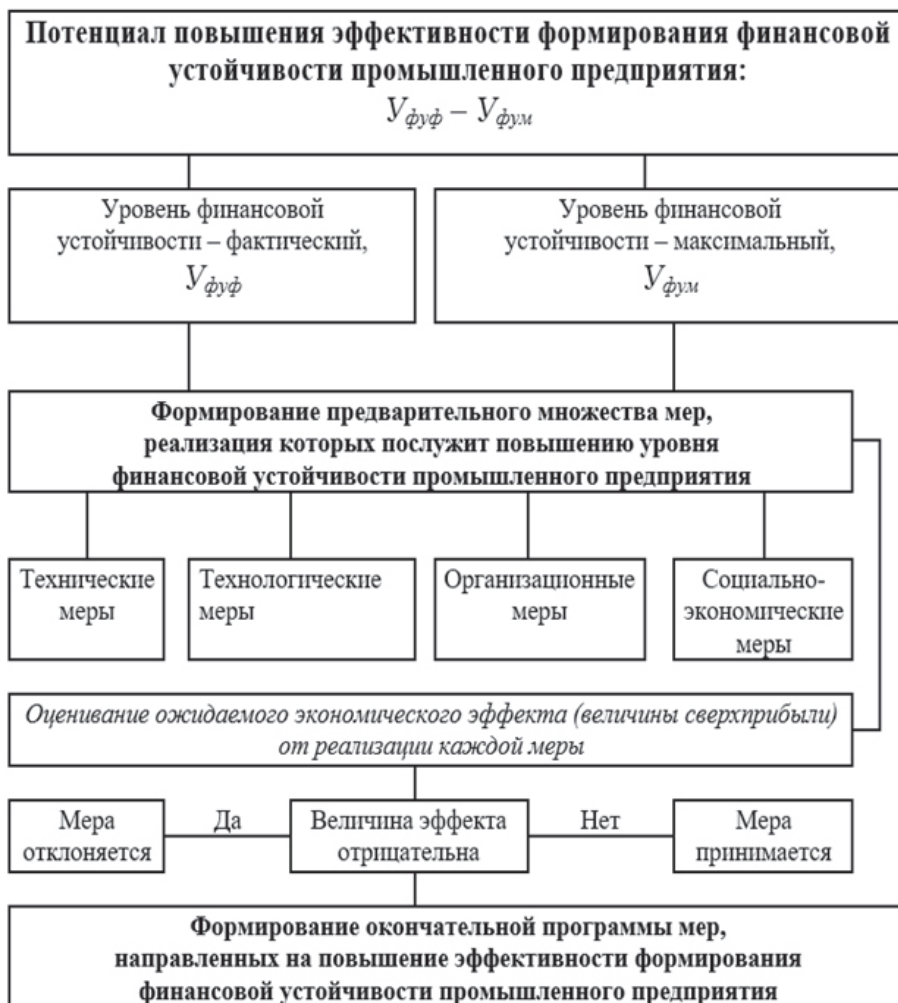 Потенциал повышения эффективности формирования финансовой
устойчивости промышленного предприятия:
Уфуф – Уфум
Уровень финансовой
устойчивости – фактический,
Уфуф
Уровень финансовой
устойчивости – максимальный,
Уфум
Формирование предварительного множества мер,
реализация которых послужит повышению уровня
финансовой устойчивости промышленного предприятия
Технические
меры
Технологические
меры
Организационные
меры
Социально-
экономические
меры
Оценивание ожидаемого экономического эффекта (величины сверхприбыли)
от реализации каждой меры
Мера
отклоняется
Да
Величина эффекта
отрицательна
Нет
Мера
принимается
Формирование окончательной программы мер,
направленных на повышение эффективности формирования
финансовой устойчивости промышленного предприятия